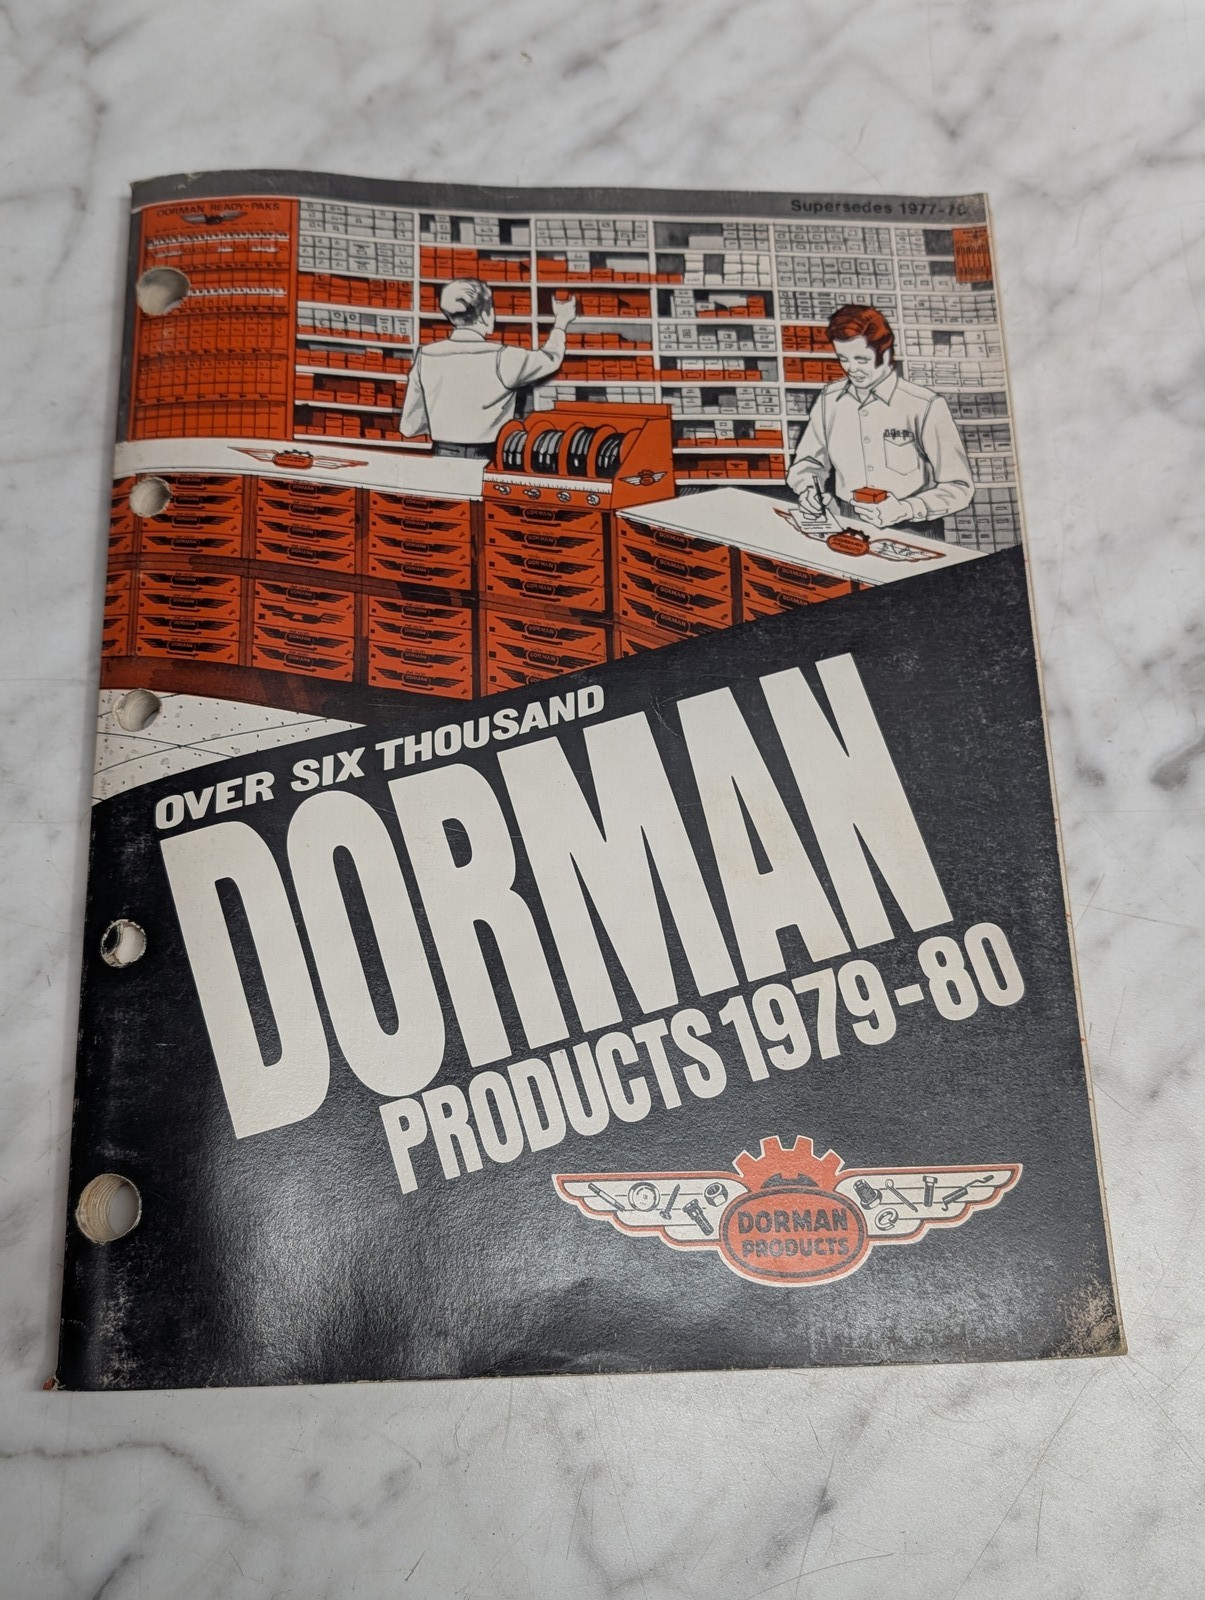 Supersedes 1977-78
DORMAN READY-PAKS
OVER SIX THOUSAND
DORMAN
PRODUCTS 1979-80
DORMAN
PRODUCTS